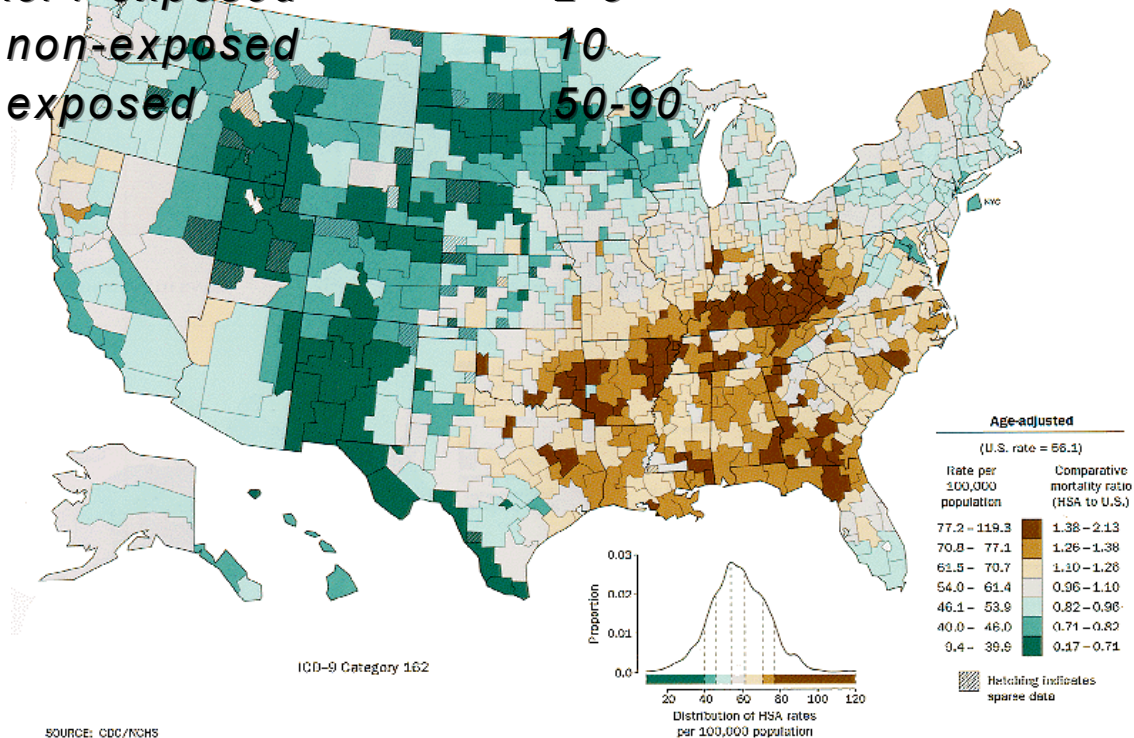 exposed
non-exposed 10
exposed 50-90
NYC
Age-adjusted
(U.S. rate = 56.1)
Rate per 100,000 population
Comparative mortality ratio (HSA to U.S.)
77.2 – 119.3 1.38 – 2.13
70.8 – 77.1 1.26 – 1.38
61.5 – 70.7 1.10 – 1.26
54.0 – 61.4 0.96 – 1.10
46.1 – 53.9 0.82 – 0.96
40.0 – 46.0 0.71 – 0.82
9.4 – 39.9 0.17 – 0.71
Hatching indicates
sparse data
0.03
0.02
0.01
0.0
Proportion
20 40 60 80 100 120
Distribution of HSA rates
per 100,000 population
ICD–9 Category 162
SOURCE: CDC/NCHS